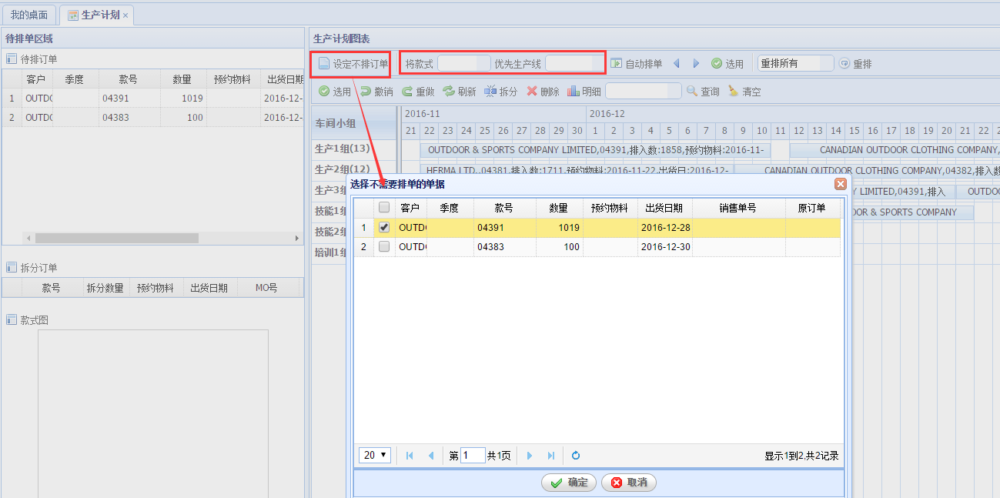 我的桌面 生产计划 ×
待排单区域
待排订单
客户 季度 款号 数量 预约物料 出货日期
1 OUTD 04391 1019 2016-12-
2 OUTD 04383 100 2016-12-
拆分订单
款号 拆分数量 预约物料 出货日期 MO号
款式图
生产计划图表
设定不排订单 将款式 优先生产线 自动排单 选用 重排所有 重排
选用 撤销 重做 刷新 拆分 删除 明细 查询 清空
车间小组 2016-11 2016-12
21 22 23 24 25 26 27 28 29 30 1 2 3 4 5 6 7 8 9 10 11 12 13 14 15 16 17 18 19 20 21 22
生产1组(13) OUTDOOR & SPORTS COMPANY LIMITED,04391,排入数:1858,预约物料:2016-11- CANADIAN OUTDOOR CLOTHING COMPANY,
生产2组(12) HERMA LTD.,04381,排入数:1711,预约物料:2016-11-22,出货日:2016-12- CANADIAN OUTDOOR CLOTHING COMPANY,04382,排入数
生产3组 Y LIMITED,04391,排入 OUTDO
技能1组 OOR & SPORTS COMPANY
技能2组
培训1组
选择不需要排单的单据
客户 季度 款号 数量 预约物料 出货日期 销售单号 原订单
1 OUTD 04391 1019 2016-12-28
2 OUTD 04383 100 2016-12-30
20 第 1 共1页 显示1到2,共2记录
确定 取消